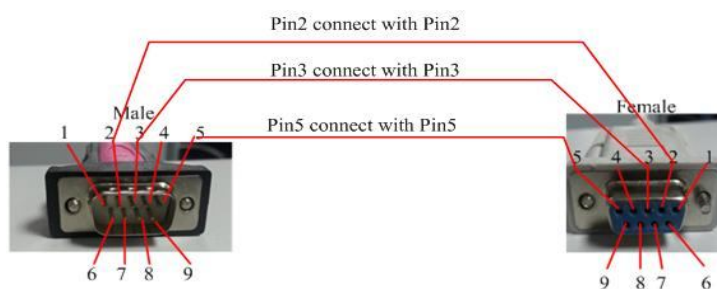 Pin2 connect with Pin2
Pin3 connect with Pin3
Male
Female
Pin5 connect with Pin5
1 2 3 4 5
5 4 3 2 1
6 7 8 9
9 8 7 6